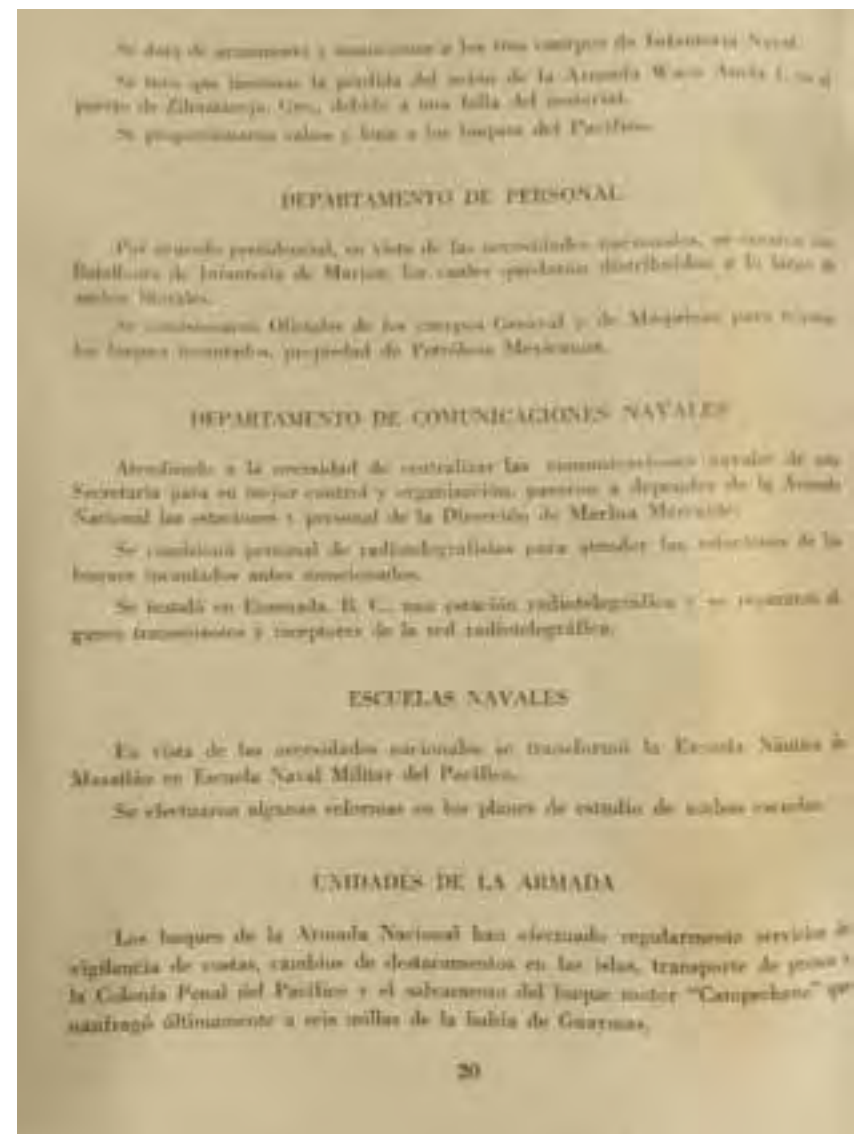 Se dotó de armamento y municiones a los tres cuerpos de Infantería Naval.
Se tuvo que lamentar la pérdida del avión de la Armada Waco en el
puerto de Zihuatanejo, Gro., debido a una falla del material.
Se proporcionaron a los buques del Pacífico.
DEPARTAMENTO DE PERSONAL
Por acuerdo presidencial, en vista de las necesidades nacionales, se
Batallones de Infantería de Marina, los cuales quedaron distribuidos a lo largo de
ambos litorales.
Se comisionaron Oficiales de los cuerpos General y de Máquinas para
los buques incautados, propiedad de Petróleos Mexicanos.
DEPARTAMENTO DE COMUNICACIONES NAVALES
Atendiendo a la necesidad de centralizar las comunicaciones navales de esta
Secretaría para su mejor control y organización, pasaron a depender de la Armada
Nacional las estaciones y personal de la Dirección de Marina Mercante.
Se comisionó personal de radiotelegrafistas para atender las estaciones de los
buques incautados antes mencionados.
Se instaló en Ensenada, B. C., una estación radiotelegráfica y se repararon al-
gunos transmisores y receptores de la red radiotelegráfica.
ESCUELAS NAVALES
En vista de las necesidades nacionales se transformó la Escuela Náutica de
Mazatlán en Escuela Naval Militar del Pacífico.
Se efectuaron algunas reformas en los planes de estudio de ambas escuelas.
UNIDADES DE LA ARMADA
Los buques de la Armada Nacional han efectuado regularmente servicios de
vigilancia de costas, cambios de destacamentos en las islas, transporte de presos a
la Colonia Penal del Pacífico y el salvamento del buque motor "Campechano" que
naufragó últimamente a seis millas de la bahía de Guaymas.
20